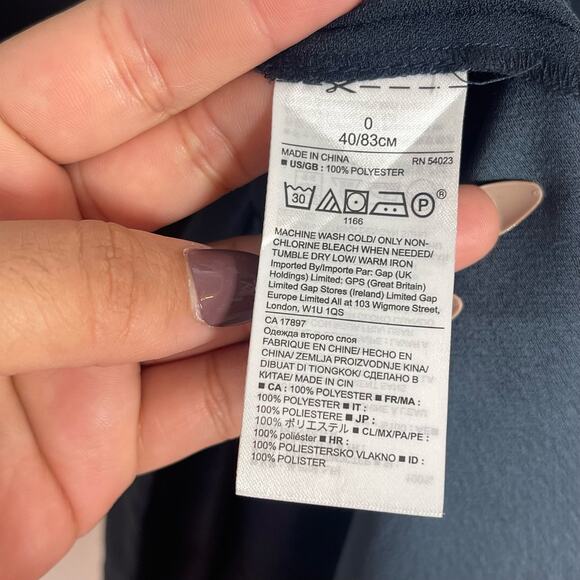 0
40/83CM
MADE IN CHINA RN 54023
■ US/GB : 100% POLYESTER
30 P ®
1166
MACHINE WASH COLD/ ONLY NON-
CHLORINE BLEACH WHEN NEEDED/
TUMBLE DRY LOW/ WARM IRON
Imported By/Importe Par: Gap (UK
Holdings) Limited: GPS (Great Britain)
Limited Gap Stores (Ireland) Limited Gap
Europe Limited All at 103 Wigmore Street,
London, W1U 1QS
CA 17897
Одежда второго слоя
FABRIQUE EN CHINE/ HECHO EN
CHINA/ ZEMLJA PROIZVODNJE KINA/
DIBUAT DI TIONGKOK/ СДЕЛАНО В
КИТАЕ/ MADE IN CIN
■ CA : 100% POLYESTER ■ FR/MA :
100% POLYESTER ■ IT :
100% POLIESTERE ■ JP :
100% ポリエステル ■ CL/MX/PA/PE :
100% poliéster ■ HR :
100% POLIESTERSKO VLAKNO ■ ID :
100% POLISTER